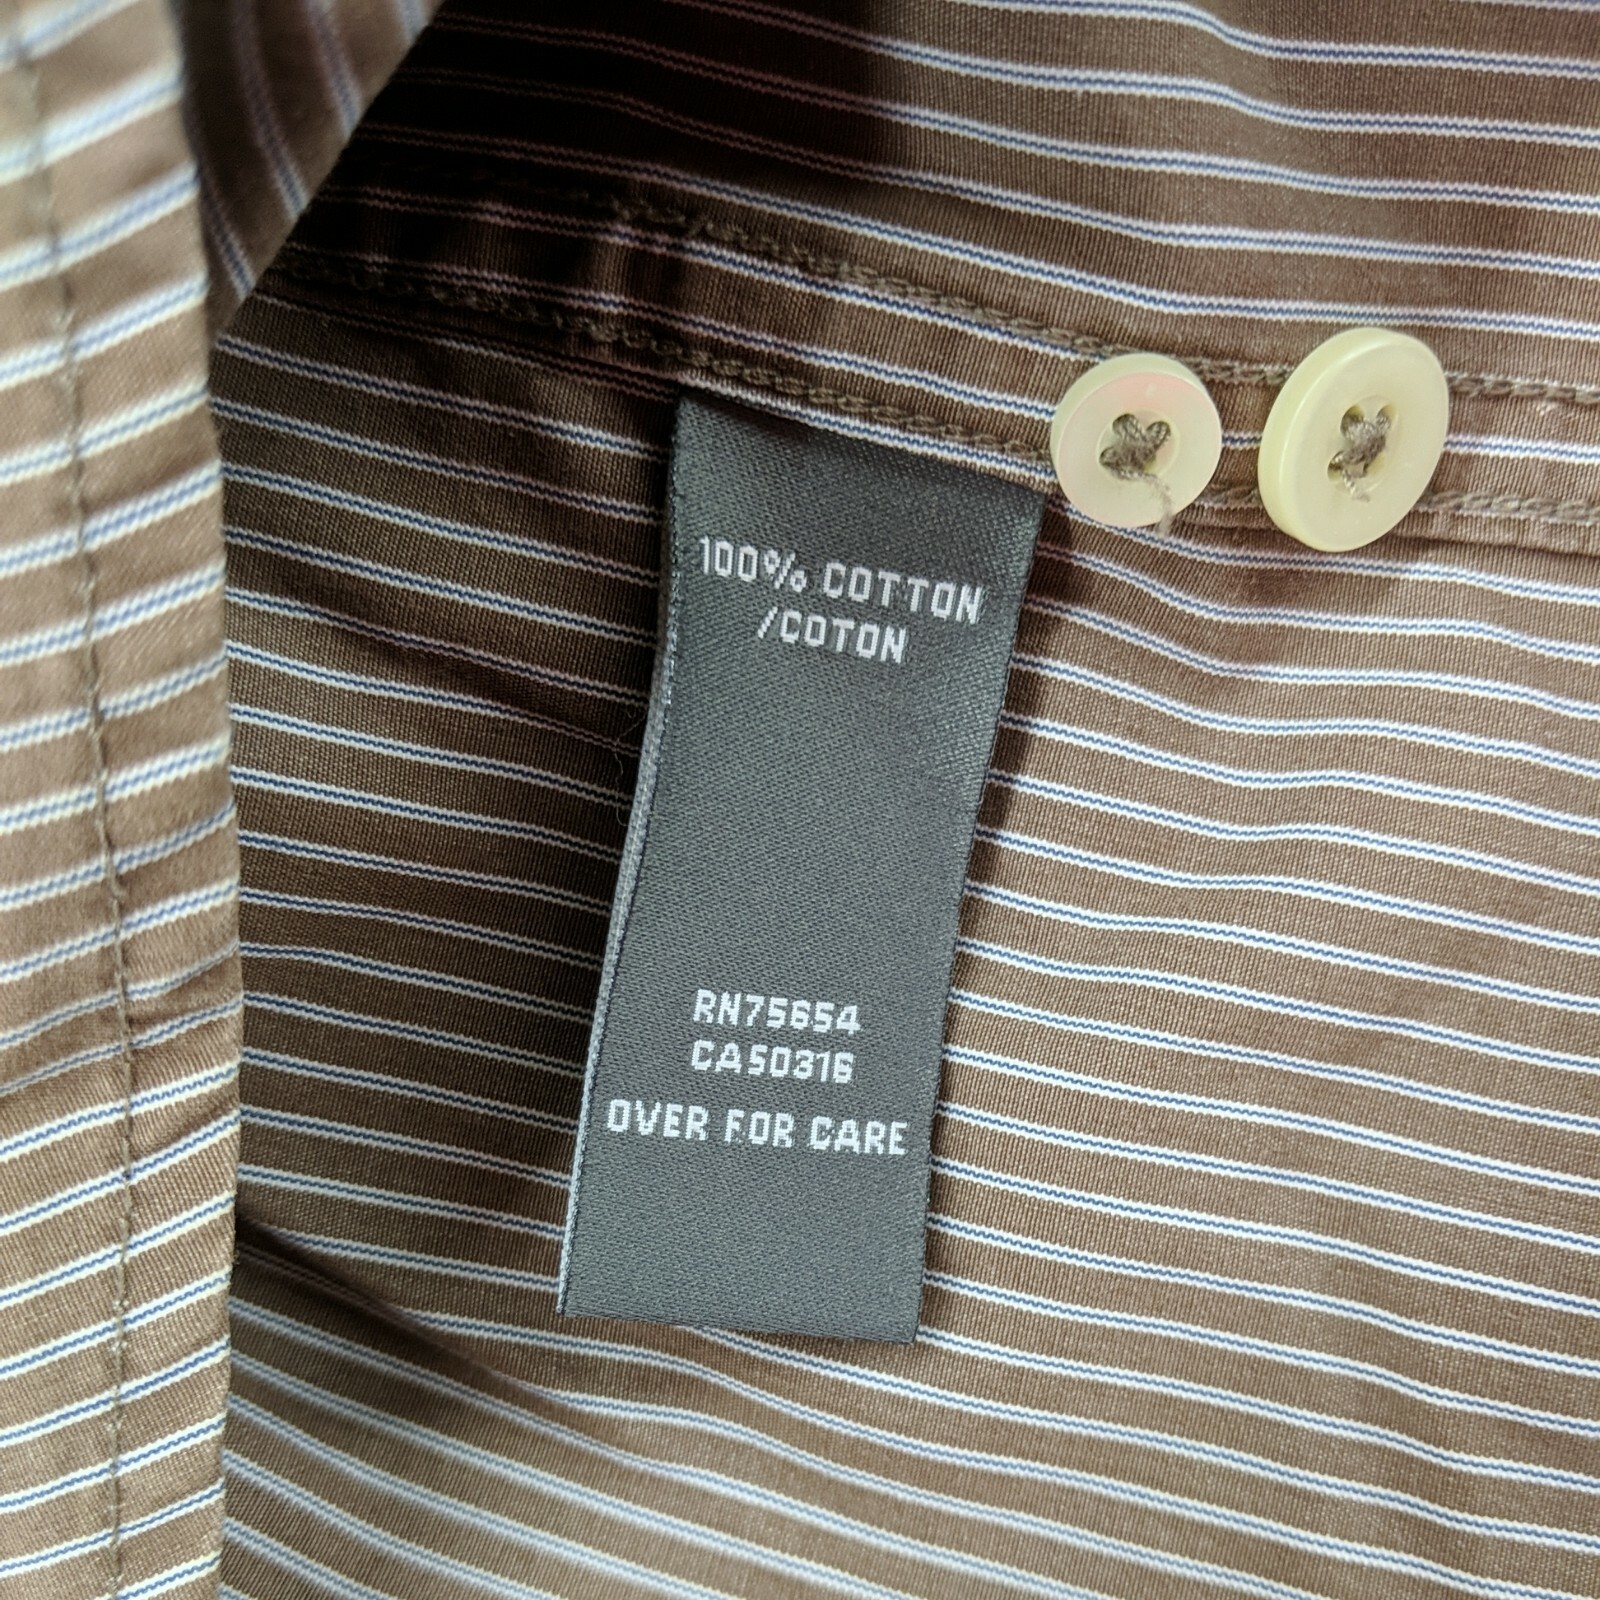 100% COTTON
/COTON
RN75654
CA50316
OVER FOR CARE